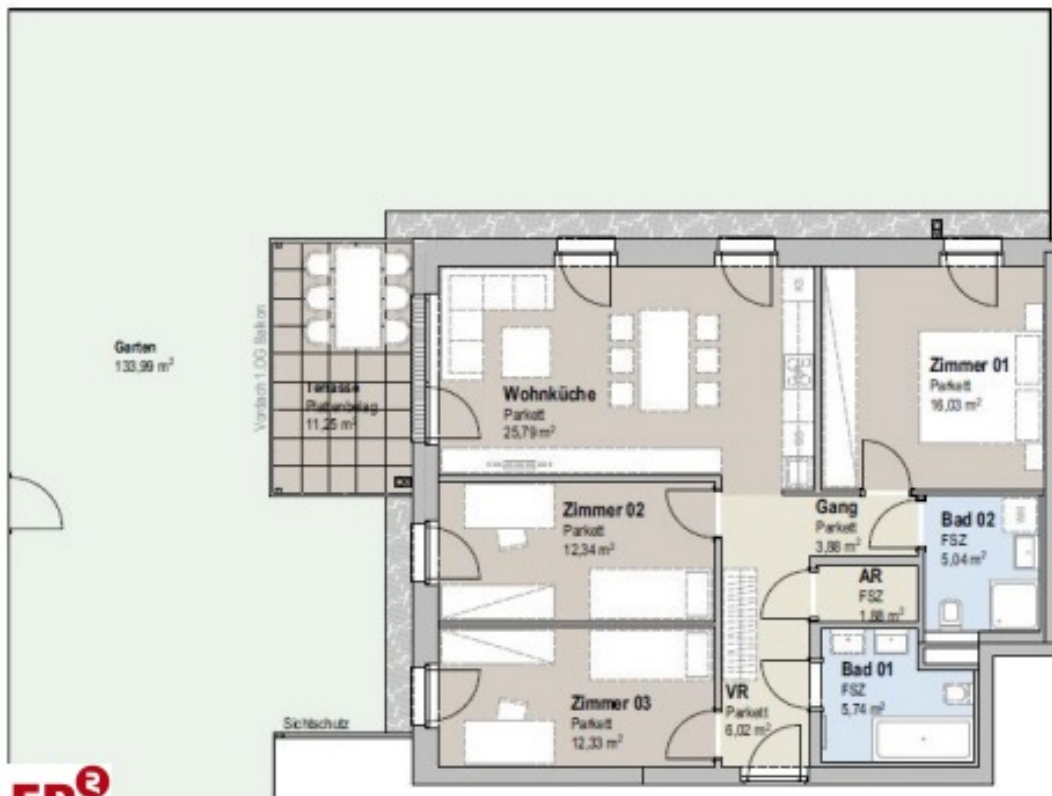 Garten
133,99 m²
Vordach 1.OG Balkon
Terrasse
Plattenbelag
11,25 m²
Wohnküche
Parkett
25,79 m²
KS
GS
Zimmer 01
Parkett
16,03 m²
Zimmer 02
Parkett
12,34 m²
Gang
Parkett
3,88 m²
Bad 02
FSZ
5,04 m²
AR
FSZ
1,88 m²
Bad 01
FSZ
5,74 m²
Zimmer 03
Parkett
12,33 m²
VR
Parkett
6,02 m²
Sichtschutz